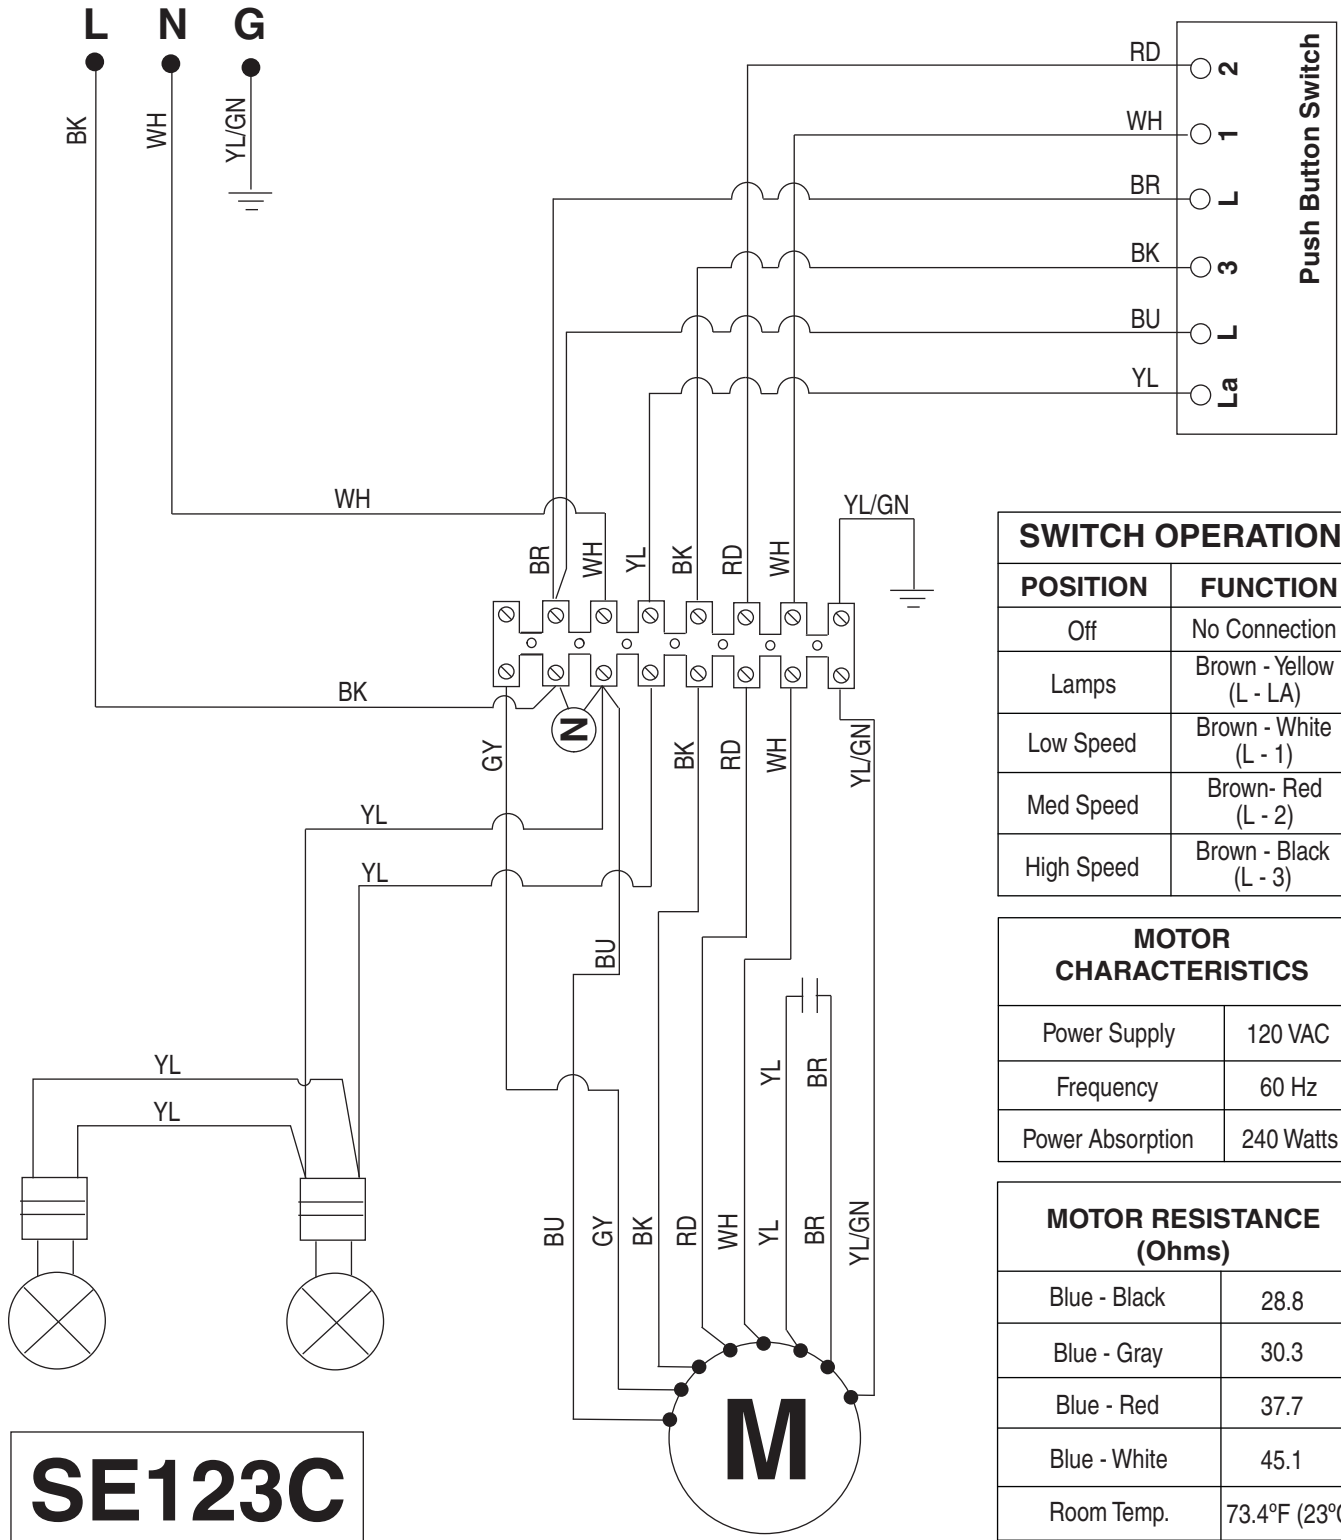 L N G
BK
WH
YL/GN
RD
2
WH
1
BR
L
BK
3
BU
L
YL
La
Push Button Switch
WH
YL/GN
BR
WH
YL
BK
RD
WH
BK
N
GY
BK
RD
WH
YL/GN
YL
YL
BU
YL
BR
YL
YL
BU
GY
BK
RD
WH
YL
BR
YL/GN
M
SE123C
SWITCH OPERATION
POSITION FUNCTION
Off No Connection
Lamps Brown - Yellow
(L - LA)
Low Speed Brown - White
(L - 1)
Med Speed Brown- Red
(L - 2)
High Speed Brown - Black
(L - 3)
MOTOR
CHARACTERISTICS
Power Supply 120 VAC
Frequency 60 Hz
Power Absorption 240 Watts
MOTOR RESISTANCE
(Ohms)
Blue - Black 28.8
Blue - Gray 30.3
Blue - Red 37.7
Blue - White 45.1
Room Temp. 73.4ºF (23º